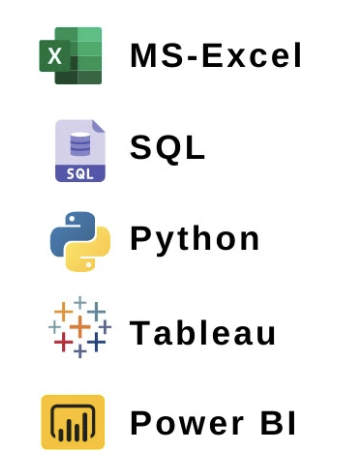 X MS-Excel
SQL SQL
Python
Tableau
Power BI